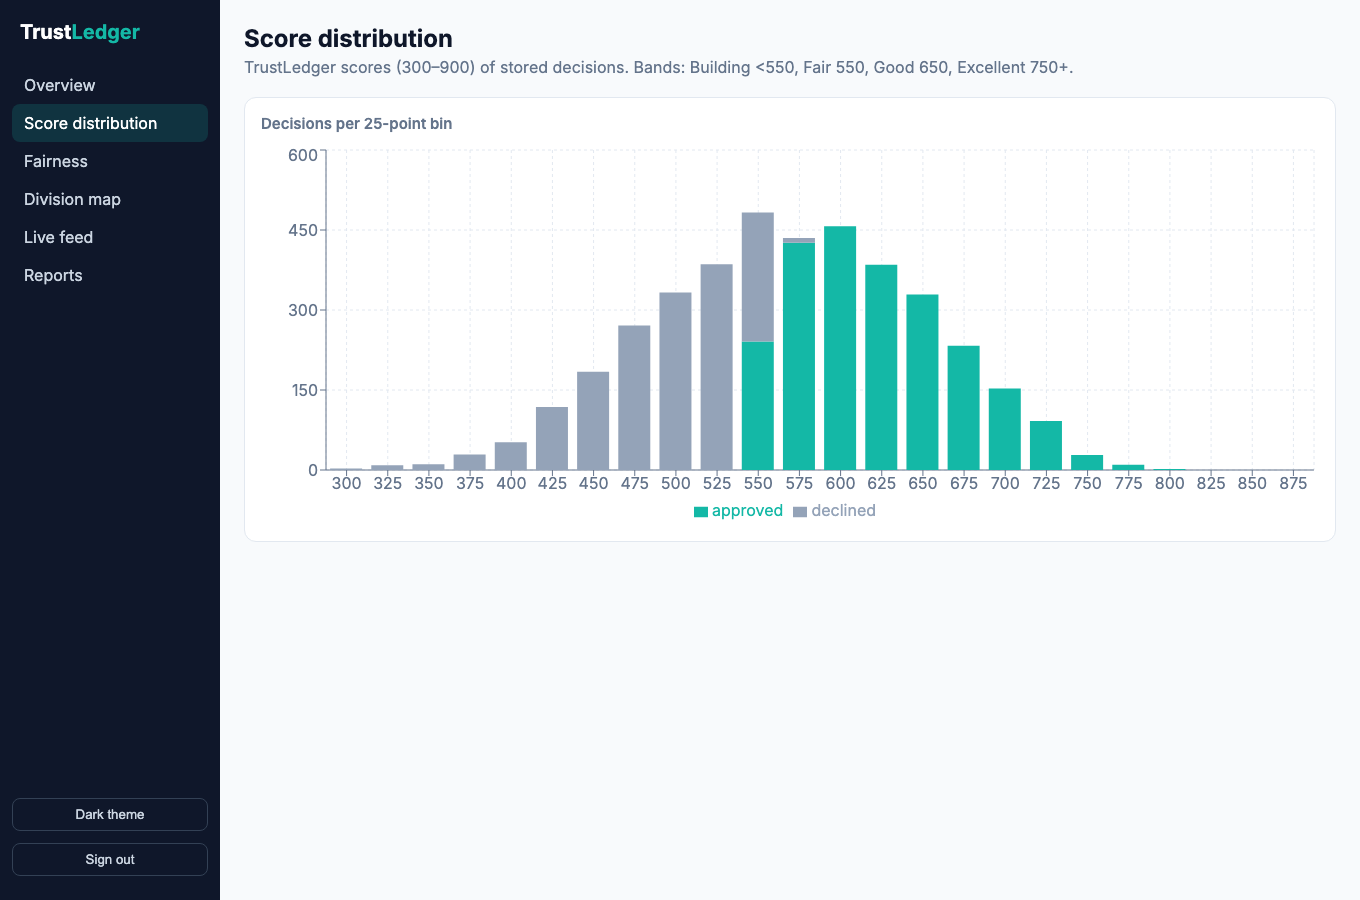 TrustLedger
Overview
Score distribution
Fairness
Division map
Live feed
Reports
Dark theme
Sign out
Score distribution
TrustLedger scores (300–900) of stored decisions. Bands: Building <550, Fair 550, Good 650, Excellent 750+.
Decisions per 25-point bin
600
450
300
150
0
300 325 350 375 400 425 450 475 500 525 550 575 600 625 650 675 700 725 750 775 800 825 850 875
approved declined